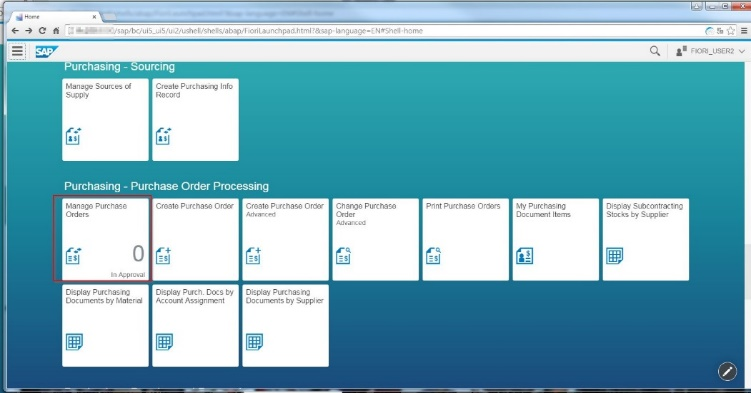 Home
/sap/bc/ui5_ui5/ui2/ushell/shells/abap/FioriLaunchpad.html?&sap-language=EN#Shell-home
SAP
FIORI_USER2
Purchasing - Sourcing
Manage Sources of
Supply
Create Purchasing Info
Record
Purchasing - Purchase Order Processing
Manage Purchase
Orders
0
In Approval
Create Purchase Order
Create Purchase Order
Advanced
Change Purchase
Order
Advanced
Print Purchase Orders
My Purchasing
Document Items
Display Subcontracting
Stocks by Supplier
Display Purchasing
Documents by Material
Display Purch. Docs by
Account Assignment
Display Purchasing
Documents by Supplier